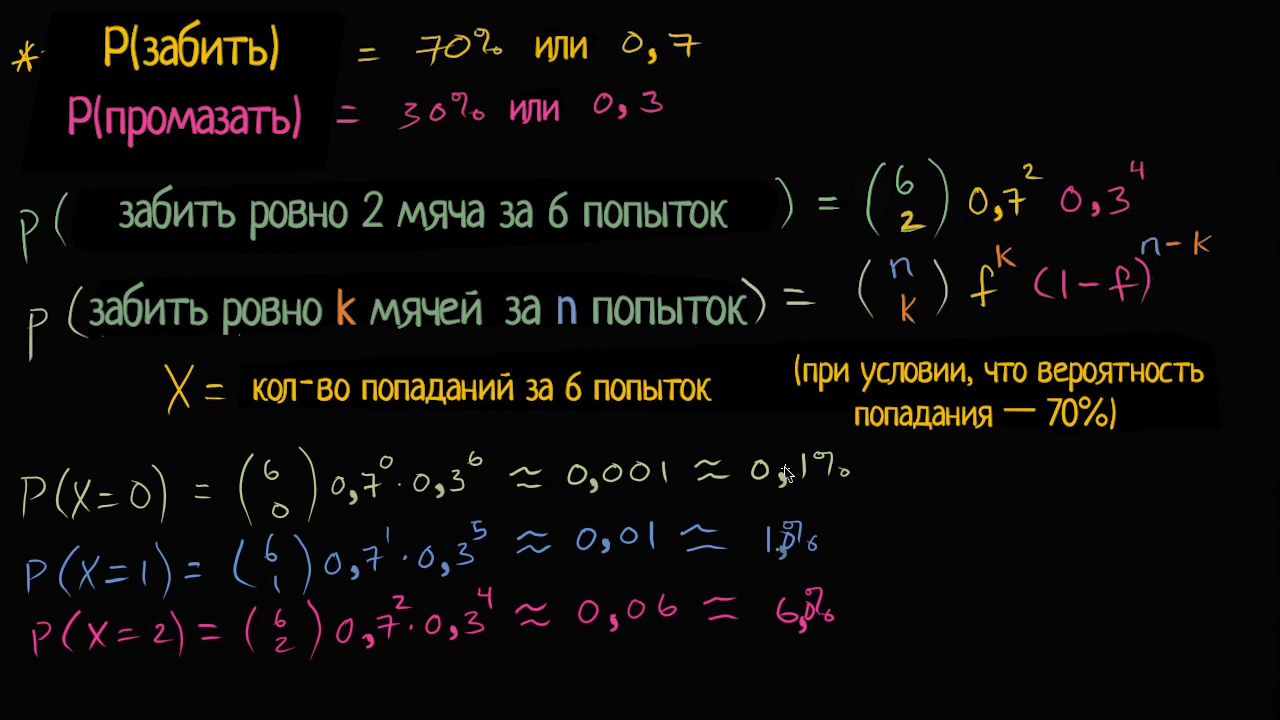 * P(забить) = 70% или 0,7
P(промазать) = 30% или 0,3
P( забить ровно 2 мяча за 6 попыток ) = (6 2) 0,7^2 0,3^4
P (забить ровно k мячей за n попыток) = (n k) f^k (1-f)^n-k
X = кол-во попаданий за 6 попыток
(при условии, что вероятность
попадания — 70%)
P(X=0) = (6 0) 0,7^0 · 0,3^6 ≈ 0,001 ≈ 0,1%
P(X=1) = (6 1) 0,7^1 · 0,3^5 ≈ 0,01 ≈ 1%
P(X=2) = (6 2) 0,7^2 · 0,3^4 ≈ 0,06 ≈ 6%